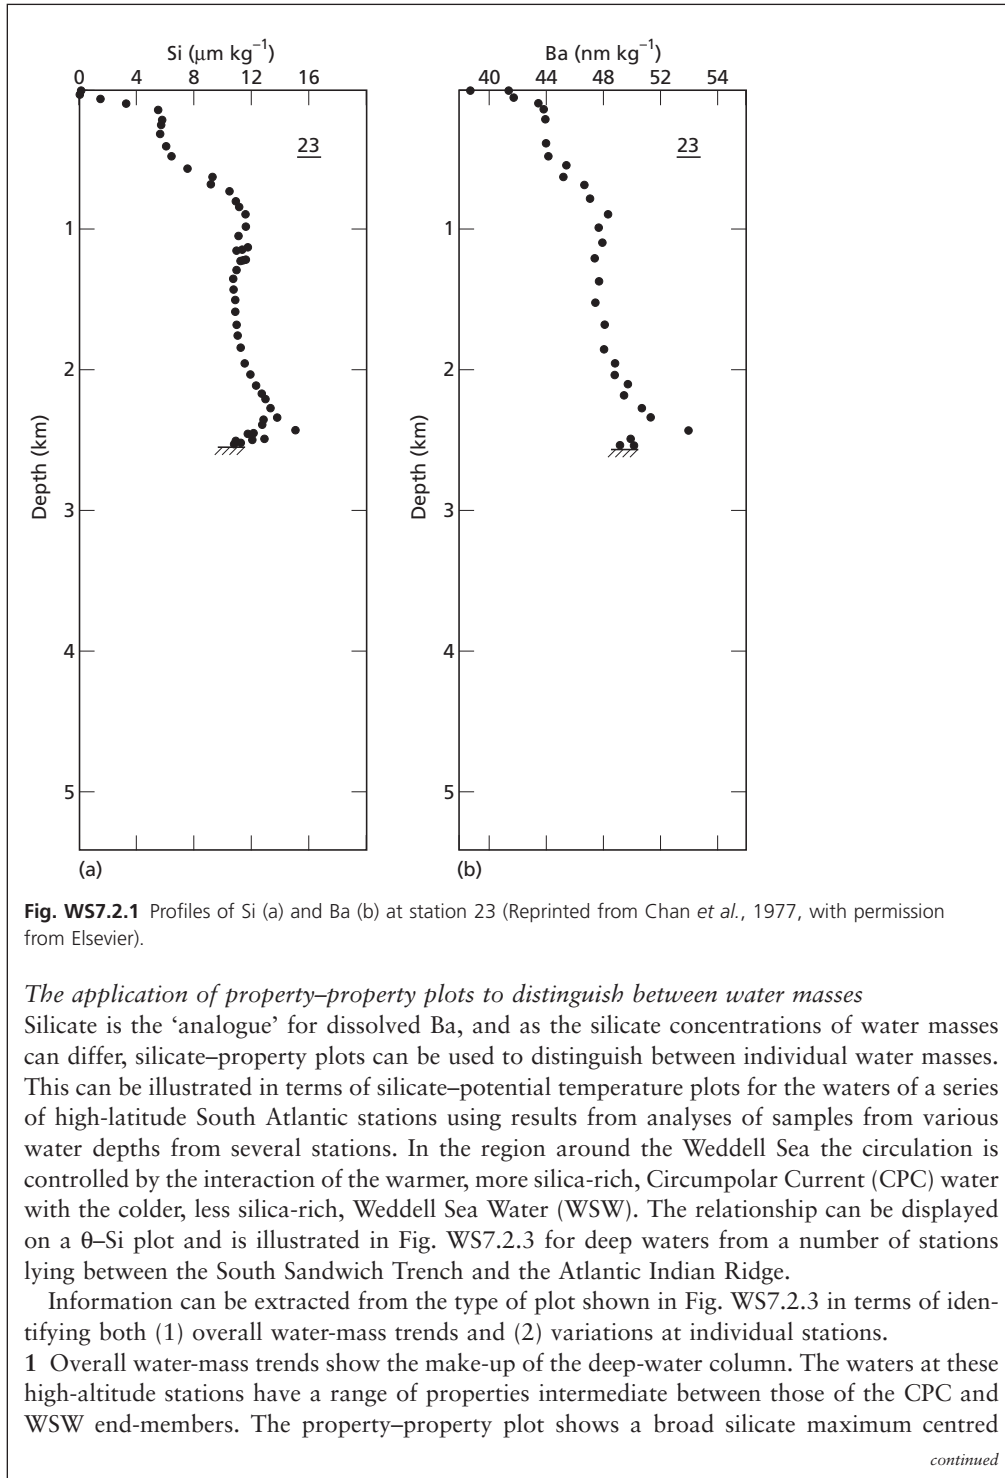 Si (μm kg⁻¹)
0 4 8 12 16
23
1
2
3
4
5
Depth (km)
(a)
Ba (nm kg⁻¹)
40 44 48 52 54
23
1
2
3
4
5
Depth (km)
(b)
Fig. WS7.2.1 Profiles of Si (a) and Ba (b) at station 23 (Reprinted from Chan et al., 1977, with permission
from Elsevier).
The application of property–property plots to distinguish between water masses
Silicate is the ‘analogue’ for dissolved Ba, and as the silicate concentrations of water masses
can differ, silicate–property plots can be used to distinguish between individual water masses.
This can be illustrated in terms of silicate–potential temperature plots for the waters of a series
of high-latitude South Atlantic stations using results from analyses of samples from various
water depths from several stations. In the region around the Weddell Sea the circulation is
controlled by the interaction of the warmer, more silica-rich, Circumpolar Current (CPC) water
with the colder, less silica-rich, Weddell Sea Water (WSW). The relationship can be displayed
on a θ–Si plot and is illustrated in Fig. WS7.2.3 for deep waters from a number of stations
lying between the South Sandwich Trench and the Atlantic Indian Ridge.
Information can be extracted from the type of plot shown in Fig. WS7.2.3 in terms of iden-
tifying both (1) overall water-mass trends and (2) variations at individual stations.
1 Overall water-mass trends show the make-up of the deep-water column. The waters at these
high-altitude stations have a range of properties intermediate between those of the CPC and
WSW end-members. The property–property plot shows a broad silicate maximum centred
continued